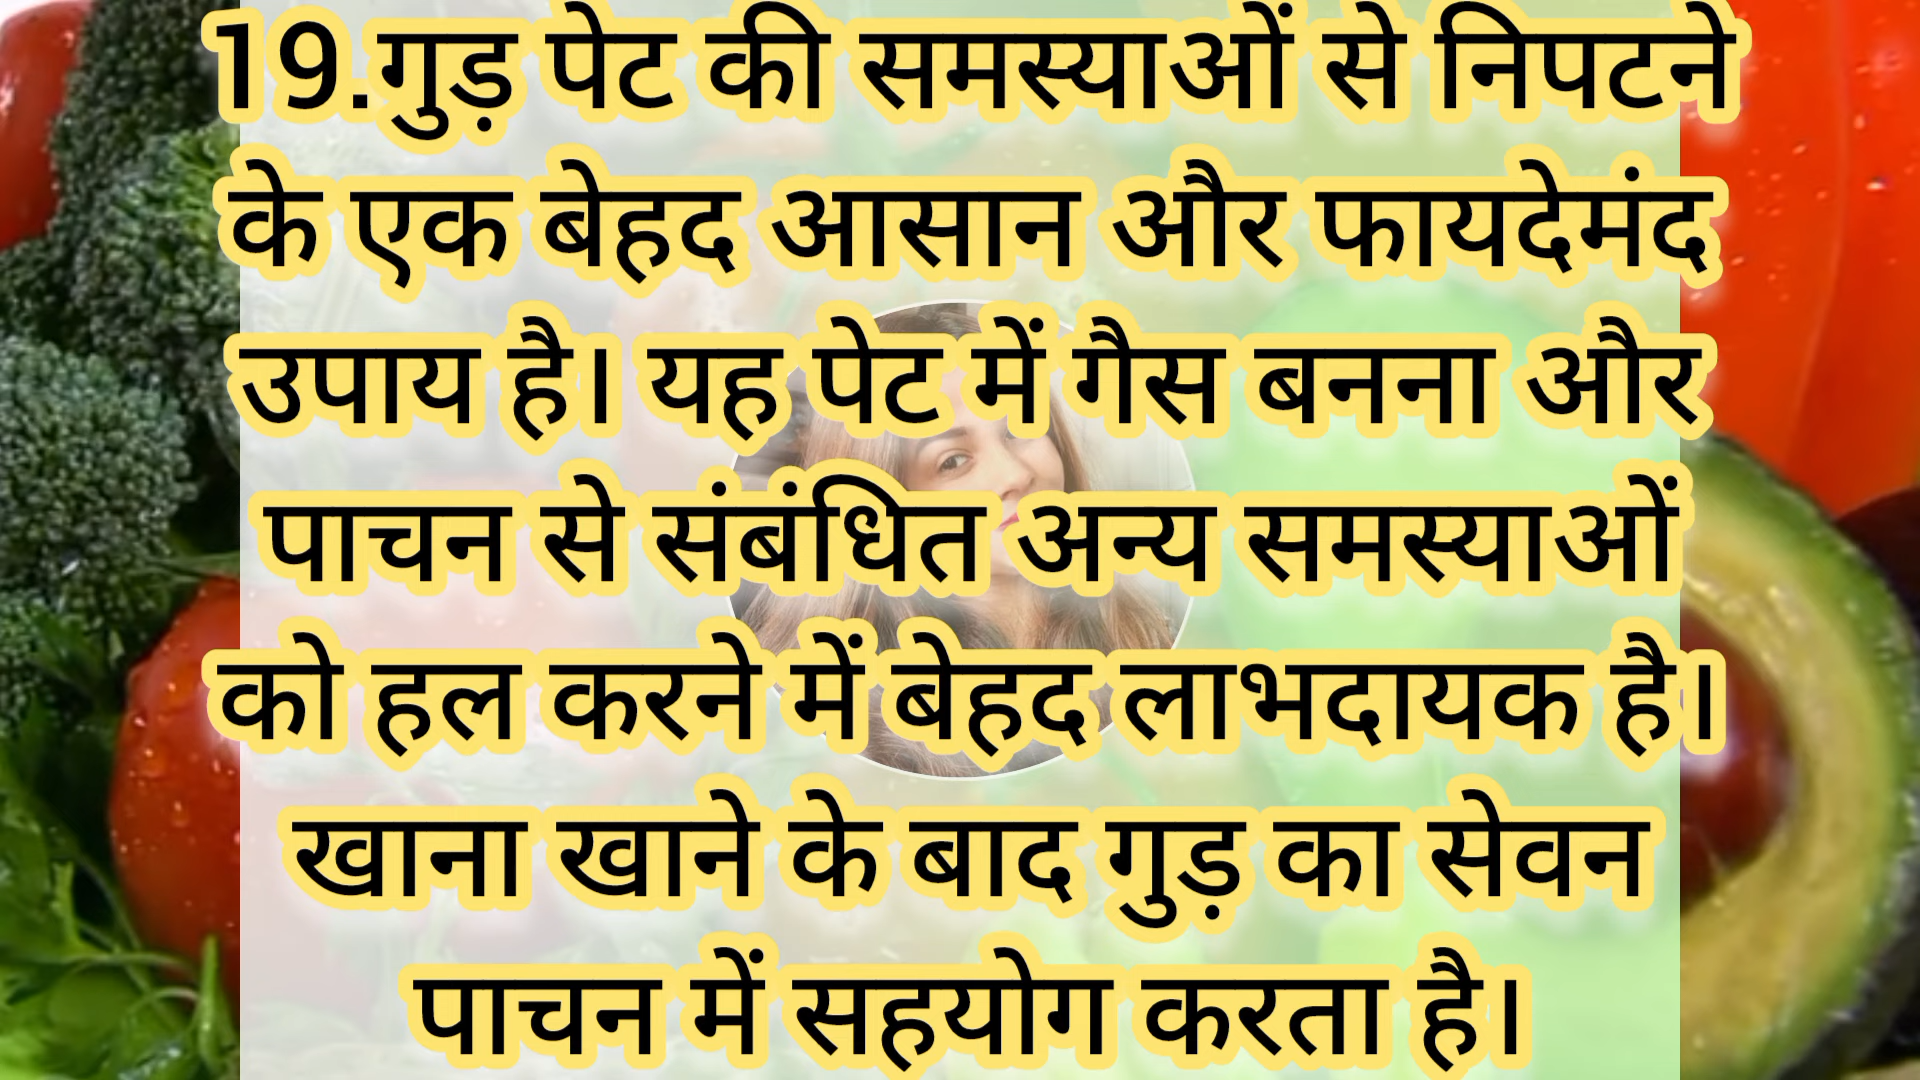 19.गुड़ पेट की समस्याओं से निपटने
के एक बेहद आसान और फायदेमंद
उपाय है। यह पेट में गैस बनना और
पाचन से संबंधित अन्य समस्याओं
को हल करने में बेहद लाभदायक है।
खाना खाने के बाद गुड़ का सेवन
पाचन में सहयोग करता है।